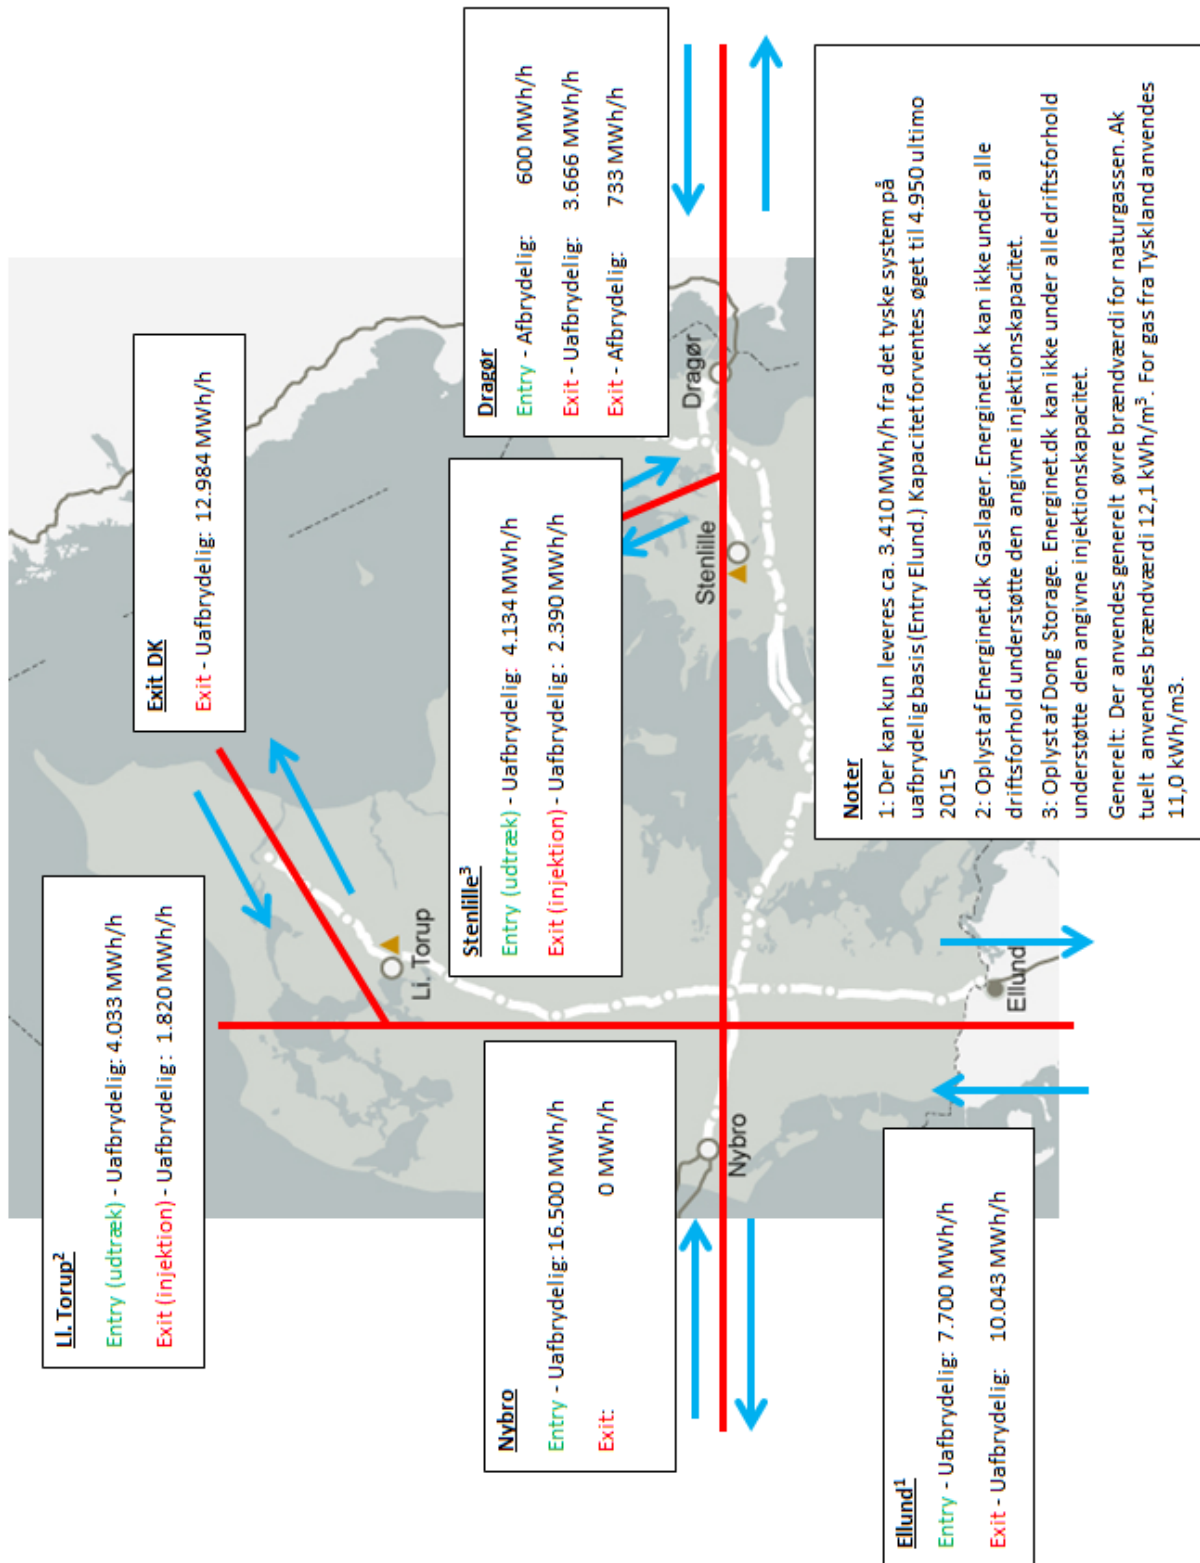 Ll. Torup²
Entry (udtræk) - Uafbrydelig: 4.033 MWh/h
Exit (injektion) - Uafbrydelig: 1.820 MWh/h
Exit DK
Exit - Uafbrydelig: 12.984 MWh/h
Nybro
Entry - Uafbrydelig: 16.500 MWh/h
Exit: 0 MWh/h
Stenlille³
Entry (udtræk) - Uafbrydelig: 4.134 MWh/h
Exit (injektion) - Uafbrydelig: 2.390 MWh/h
Dragør
Entry - Afbrydelig: 600 MWh/h
Exit - Uafbrydelig: 3.666 MWh/h
Exit - Afbrydelig: 733 MWh/h
Ellund¹
Entry - Uafbrydelig: 7.700 MWh/h
Exit - Uafbrydelig: 10.043 MWh/h
Li. Torup
Nybro
Stenlille
Dragør
Ellund
Noter
1: Der kan kun leveres ca. 3.410 MWh/h fra det tyske system på
uafbrydelig basis (Entry Elund.) Kapacitet forventes øget til 4.950 ultimo
2015
2: Oplyst af Energinet.dk Gaslager. Energinet.dk kan ikke under alle
driftsforhold understøtte den angivne injektionskapacitet.
3: Oplyst af Dong Storage. Energinet.dk kan ikke under alle driftsforhold
understøtte den angivne injektionskapacitet.
Generelt: Der anvendes generelt øvre brændværdi for naturgassen. Ak
tuelt anvendes brændværdi 12,1 kWh/m³. For gas fra Tyskland anvendes
11,0 kWh/m3.